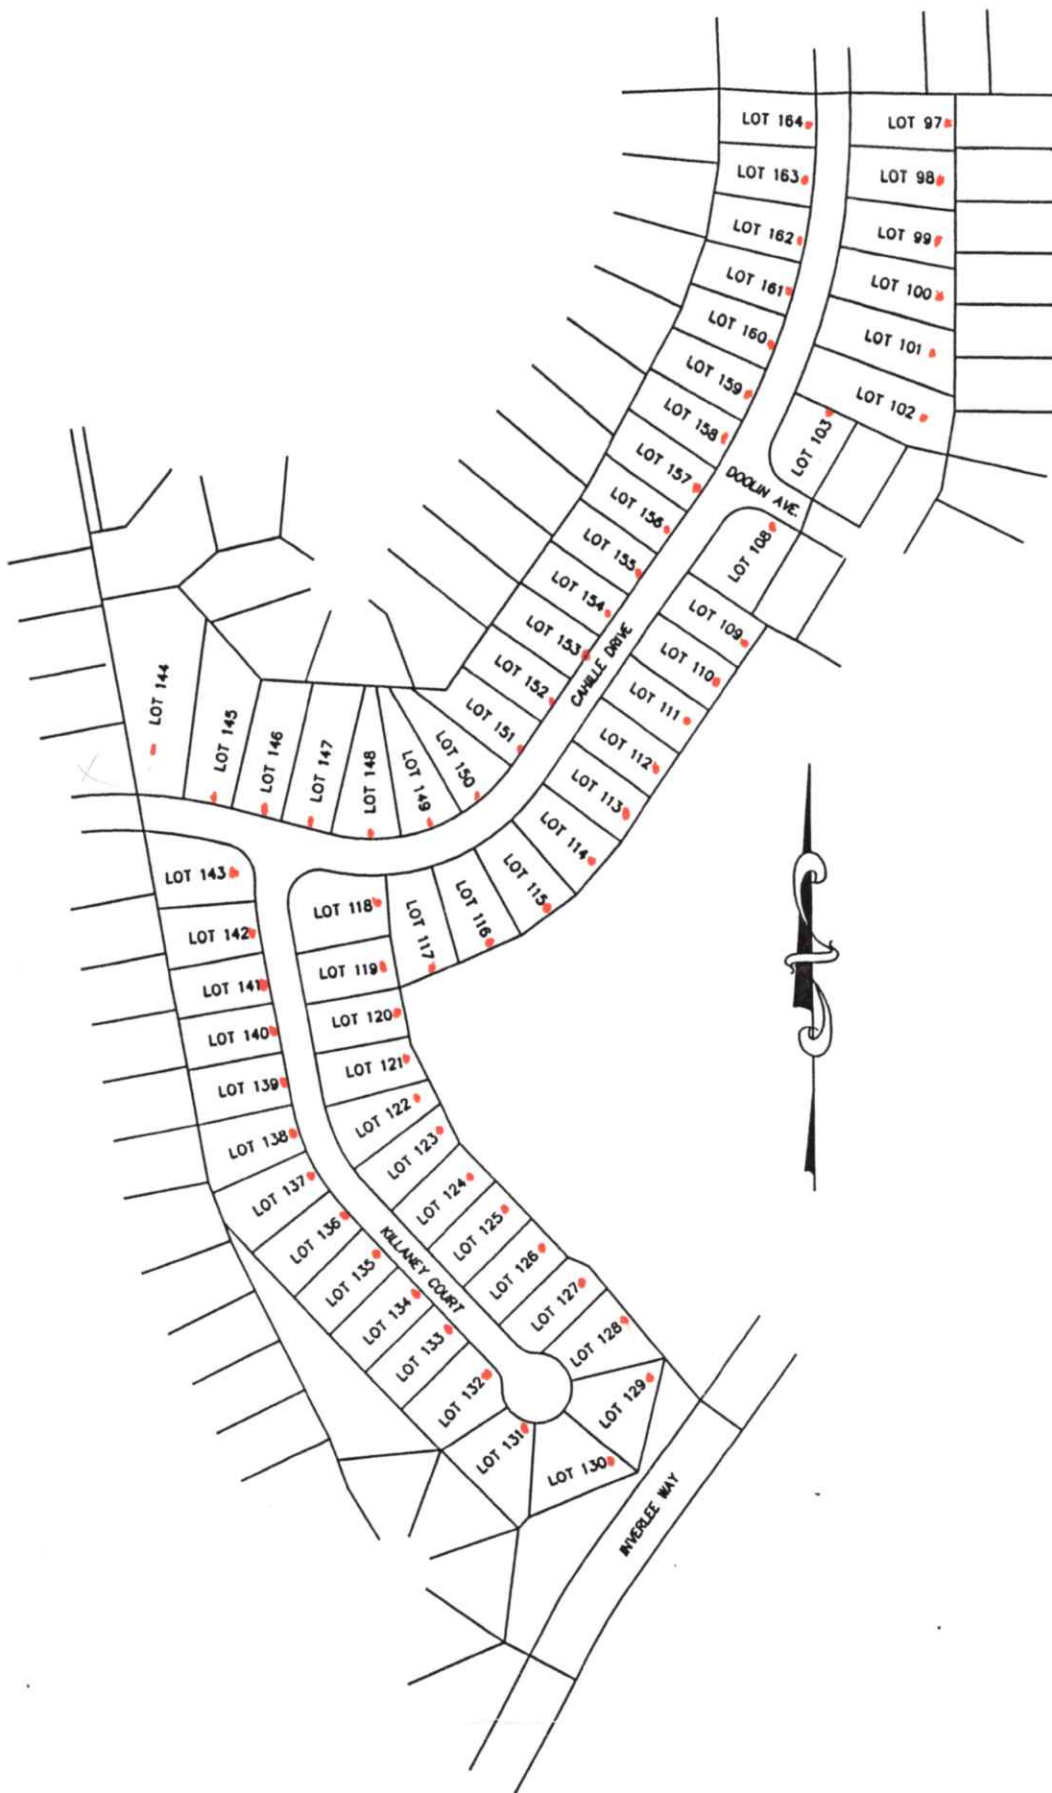 LOT 164
LOT 97
LOT 163
LOT 98
LOT 162
LOT 99
LOT 161
LOT 100
LOT 160
LOT 101
LOT 159
LOT 102
LOT 158
LOT 103
LOT 157
DOOLIN AVE.
LOT 156
LOT 108
LOT 155
LOT 154
LOT 109
LOT 153
CAHILLE DRIVE
LOT 110
LOT 152
LOT 111
LOT 151
LOT 112
LOT 144
LOT 145
LOT 146
LOT 147
LOT 148
LOT 149
LOT 150
LOT 113
LOT 114
LOT 143
LOT 118
LOT 117
LOT 116
LOT 115
LOT 142
LOT 119
LOT 141
LOT 120
LOT 140
LOT 121
LOT 139
LOT 122
LOT 138
LOT 123
LOT 137
LOT 124
LOT 136
LOT 125
KILLANEY COURT
LOT 135
LOT 126
LOT 134
LOT 127
LOT 133
LOT 128
LOT 132
LOT 129
LOT 131
LOT 130
INVERLEE WAY